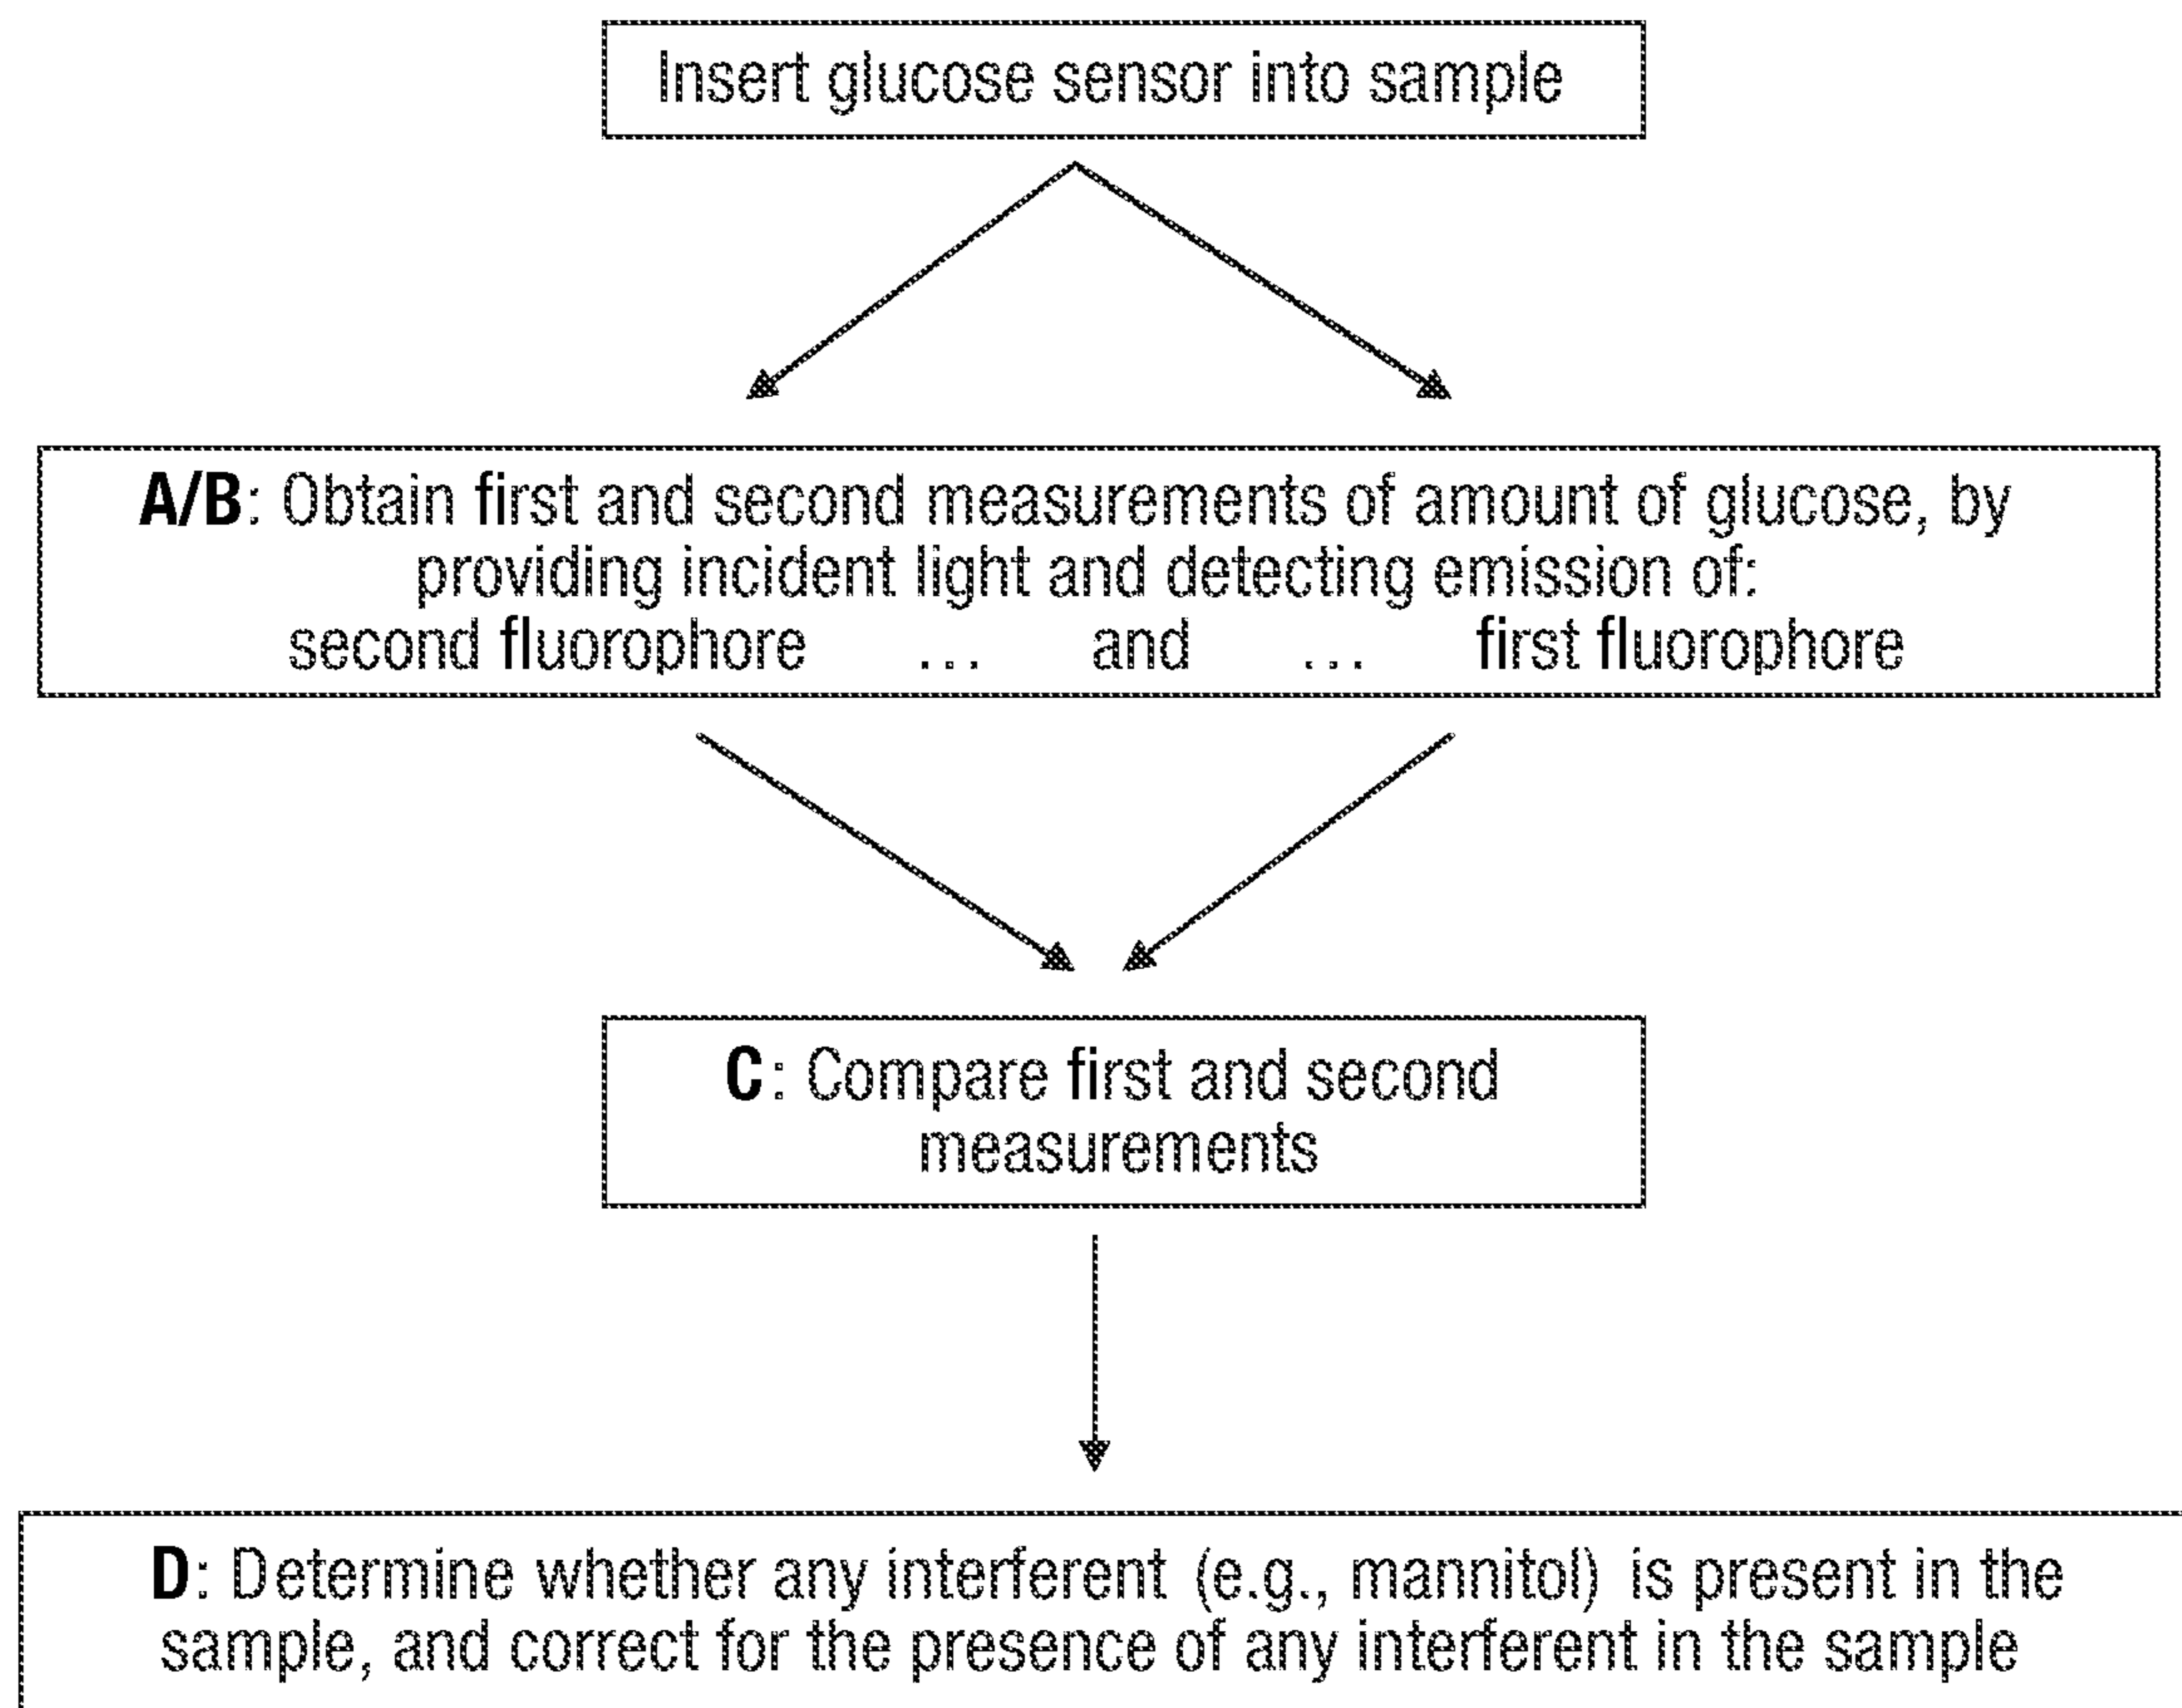 Insert glucose sensor into sample
A/B: Obtain first and second measurements of amount of glucose, by
providing incident light and detecting emission of:
second fluorophore ... and ... first fluorophore
C: Compare first and second
measurements
D: Determine whether any interferent (e.g., mannitol) is present in the
sample, and correct for the presence of any interferent in the sample